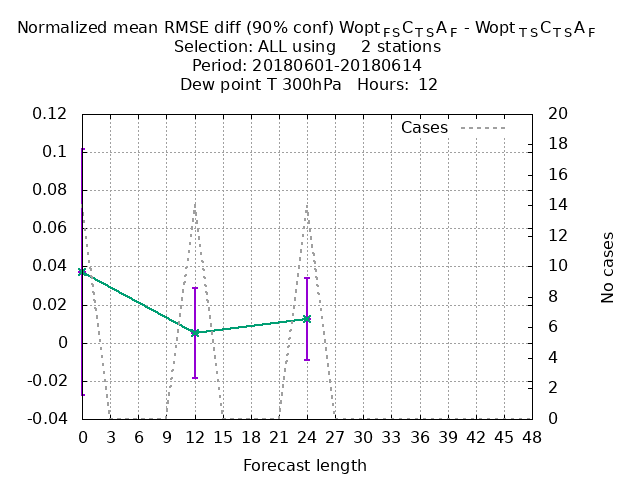 Normalized mean RMSE diff (90% conf) Wopt FS C TS A F - Wopt TS C TS A F
Selection: ALL using 2 stations
Period: 20180601-20180614
Dew point T 300hPa Hours: 12
Cases
0.12
0.1
0.08
0.06
0.04
0.02
0
-0.02
-0.04
20
18
16
14
12
10
8
6
4
2
0
No cases
0 3 6 9 12 15 18 21 24 27 30 33 36 39 42 45 48
Forecast length